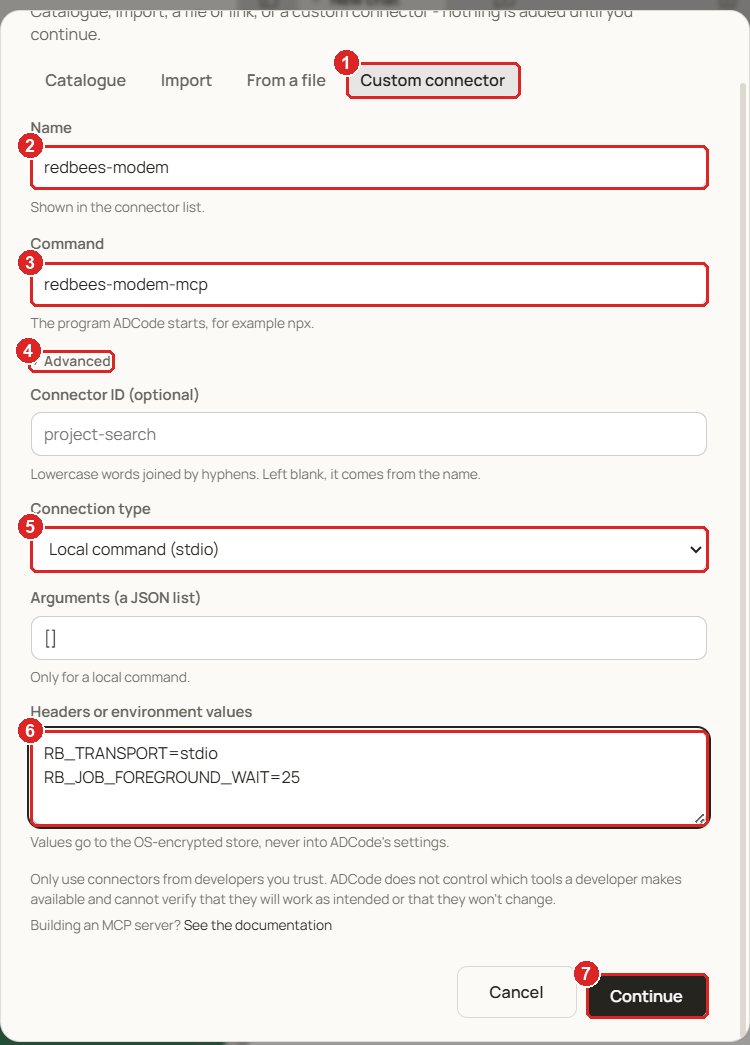 Catalogue, import, a file or link, or a custom connector - nothing is added until you
continue.
Catalogue Import From a file 1 Custom connector
Name
2
redbees-modem
Shown in the connector list.
Command
3
redbees-modem-mcp
The program ADCode starts, for example npx.
4 Advanced
Connector ID (optional)
project-search
Lowercase words joined by hyphens. Left blank, it comes from the name.
Connection type
5
Local command (stdio)
Arguments (a JSON list)
[]
Only for a local command.
Headers or environment values
6
RB_TRANSPORT=stdio
RB_JOB_FOREGROUND_WAIT=25
Values go to the OS-encrypted store, never into ADCode's settings.
Only use connectors from developers you trust. ADCode does not control which tools a developer makes
available and cannot verify that they will work as intended or that they won't change.
Building an MCP server? See the documentation
7
Cancel Continue